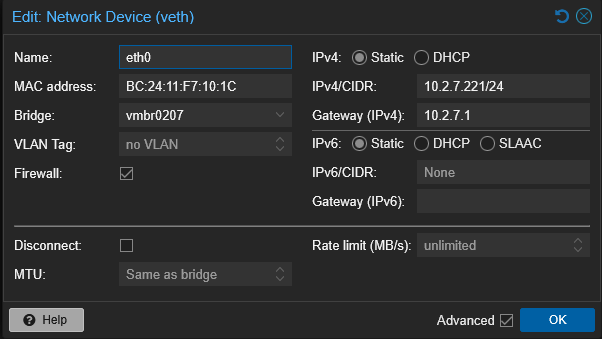 Edit: Network Device (veth)
Name: eth0
MAC address: BC:24:11:F7:10:1C
Bridge: vmbr0207
VLAN Tag: no VLAN
Firewall:
IPv4: Static DHCP
IPv4/CIDR: 10.2.7.221/24
Gateway (IPv4): 10.2.7.1
IPv6: Static DHCP SLAAC
IPv6/CIDR: None
Gateway (IPv6):
Disconnect:
MTU: Same as bridge
Rate limit (MB/s): unlimited
Help
Advanced
OK